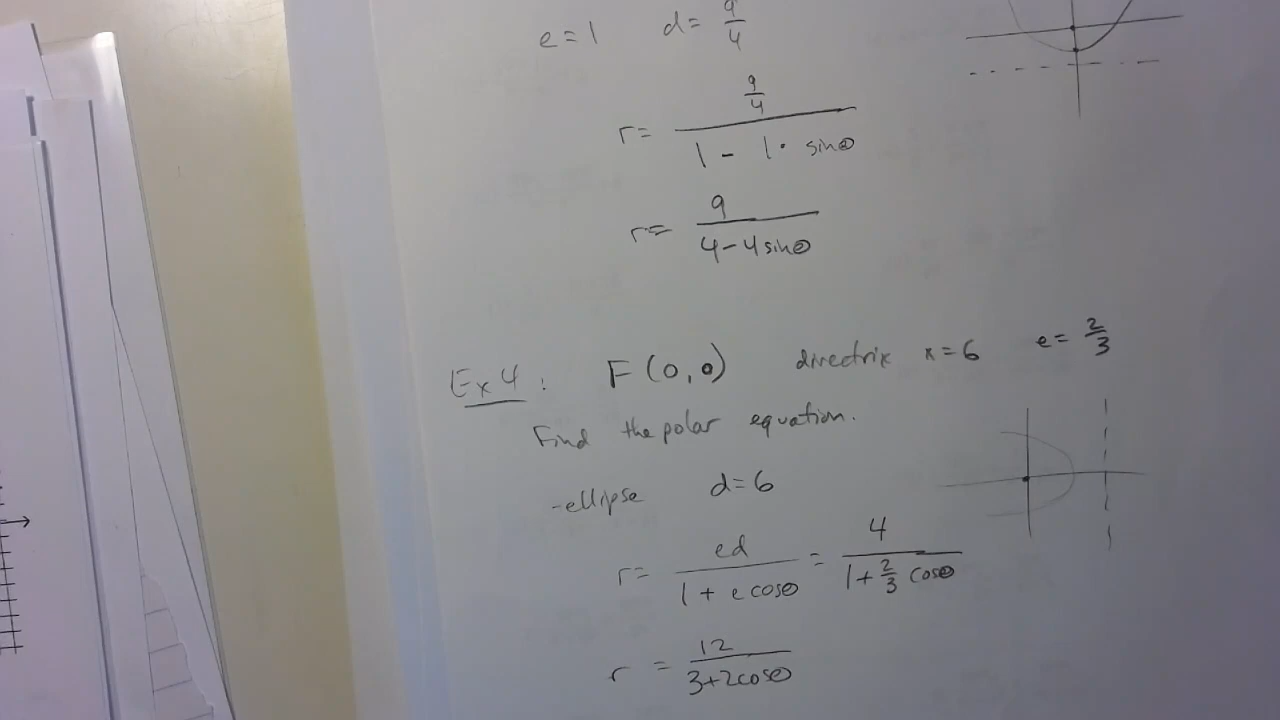 e = 1 d = 9/4
r = (9/4)/(1 - 1· sinθ)
r = 9/(4 - 4sinθ)
Ex 4: F(0,0) directrix x = 6 e = 2/3
Find the polar equation.
-ellipse d = 6
r = ed/(1 + e cosθ) = 4/(1 + 2/3 cosθ)
r = 12/(3+2cosθ)